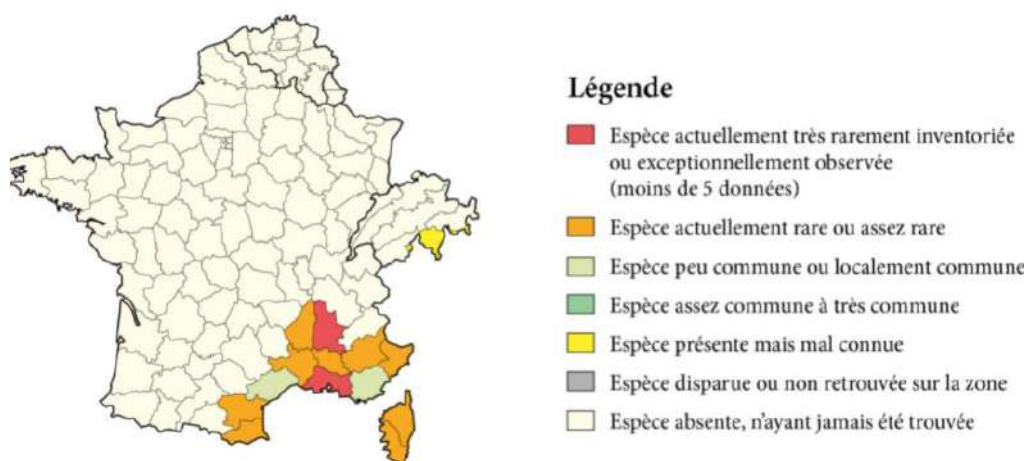 Légende
Espèce actuellement très rarement inventoriée
ou exceptionnellement observée
(moins de 5 données)
Espèce actuellement rare ou assez rare
Espèce peu commune ou localement commune
Espèce assez commune à très commune
Espèce présente mais mal connue
Espèce disparue ou non retrouvée sur la zone
Espèce absente, n'ayant jamais été trouvée